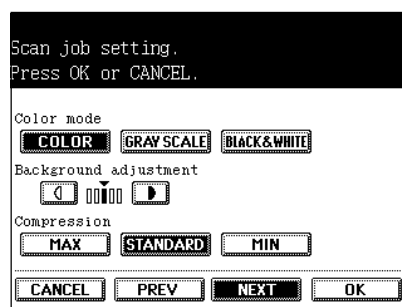 Scan job setting.
Press OK or CANCEL.
Color mode
COLOR GRAY SCALE BLACK&WHITE
Background adjustment
Compression
MAX STANDARD MIN
CANCEL PREV NEXT OK